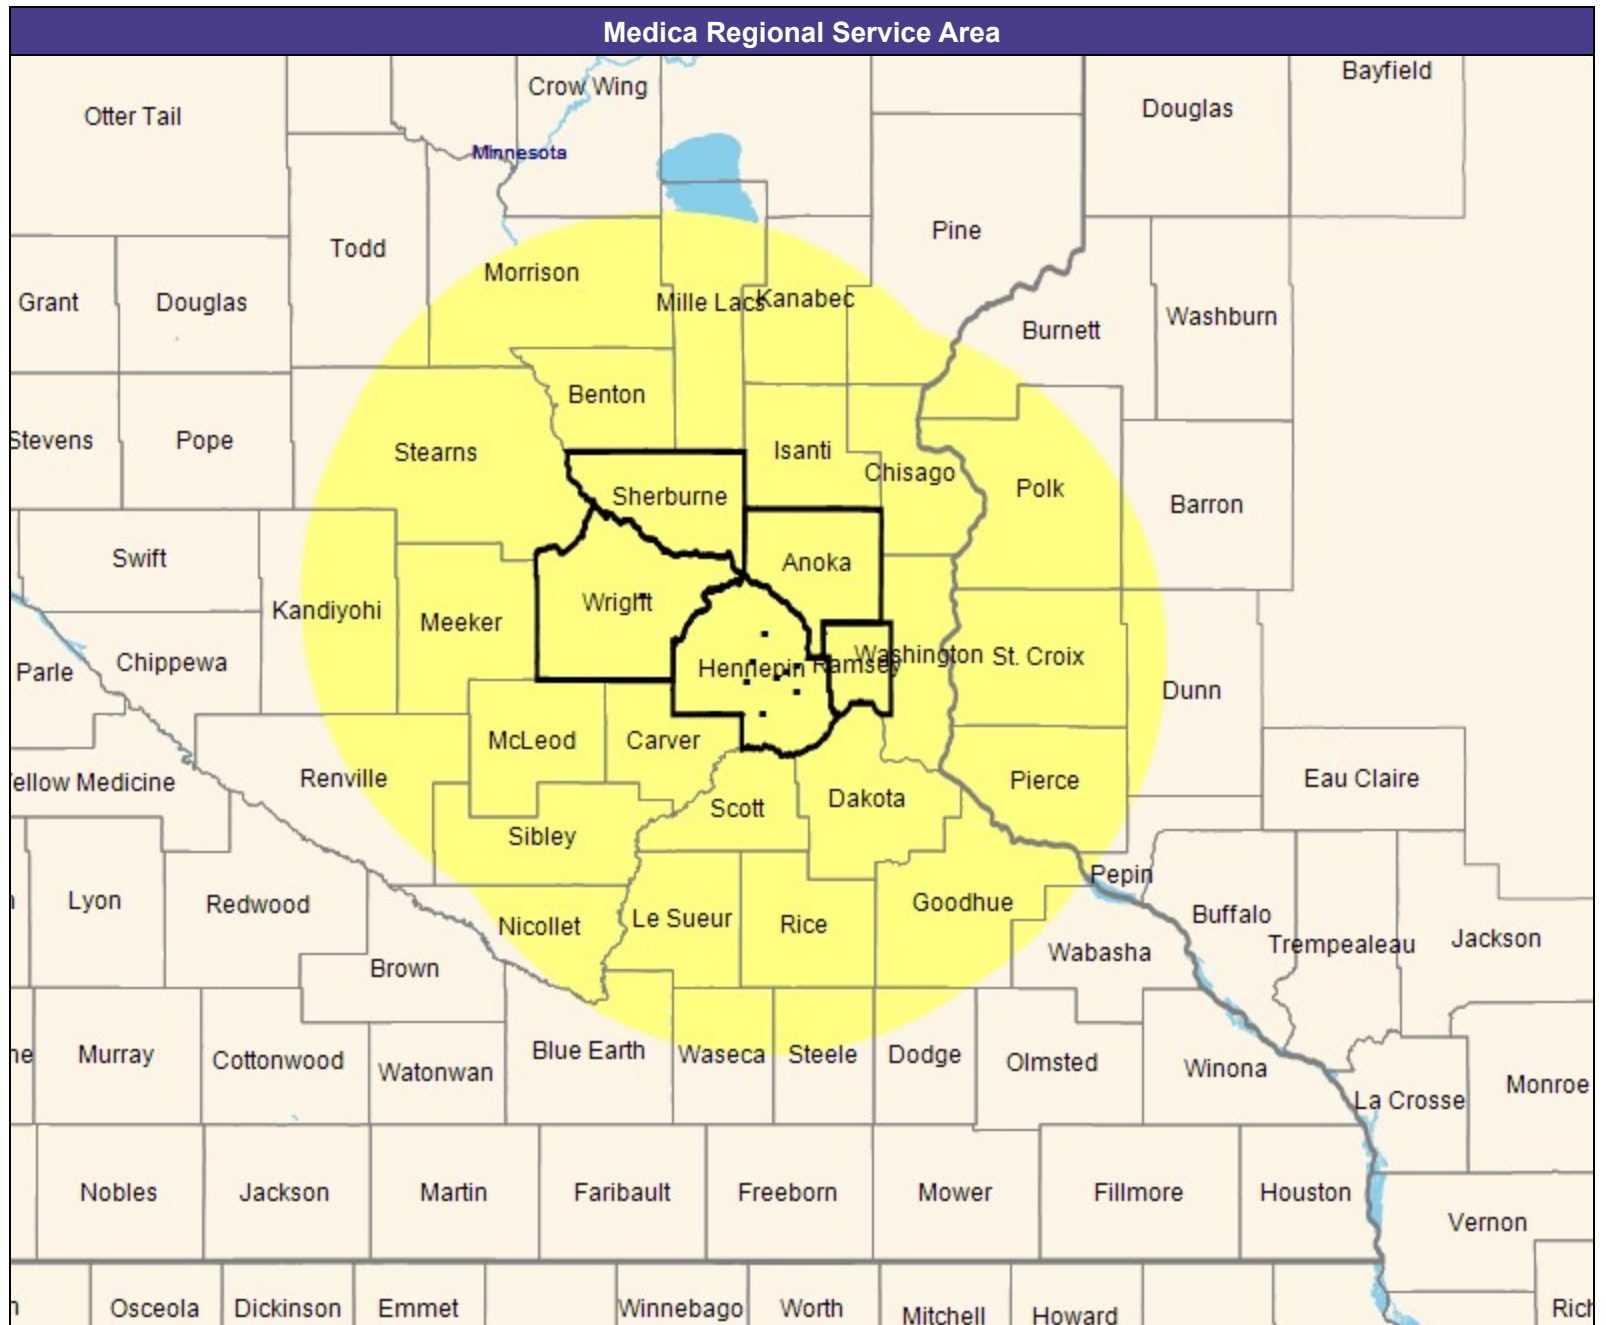 Medica Regional Service Area
Bayfield
Crow Wing
Otter Tail
Douglas
Minnesota
Pine
Todd
Morrison
Grant
Douglas
Mille Lacs
Kanabec
Burnett
Washburn
Benton
Stevens
Pope
Stearns
Isanti
Chisago
Sherburne
Polk
Barron
Swift
Anoka
Kandiyohi
Wright
Meeker
Parle
Chippewa
Hennepin
Ramsey
Washington
St. Croix
Dunn
McLeod
Carver
ellow Medicine
Renville
Pierce
Eau Claire
Scott
Dakota
Sibley
Pepin
Lyon
Redwood
Nicollet
Le Sueur
Rice
Goodhue
Buffalo
Trempealeau
Jackson
Brown
Wabasha
ne
Murray
Cottonwood
Watonwan
Blue Earth
Waseca
Steele
Dodge
Olmsted
Winona
La Crosse
Monroe
Nobles
Jackson
Martin
Faribault
Freeborn
Mower
Fillmore
Houston
Vernon
n
Osceola
Dickinson
Emmet
Winnebago
Worth
Mitchell
Howard
Rich